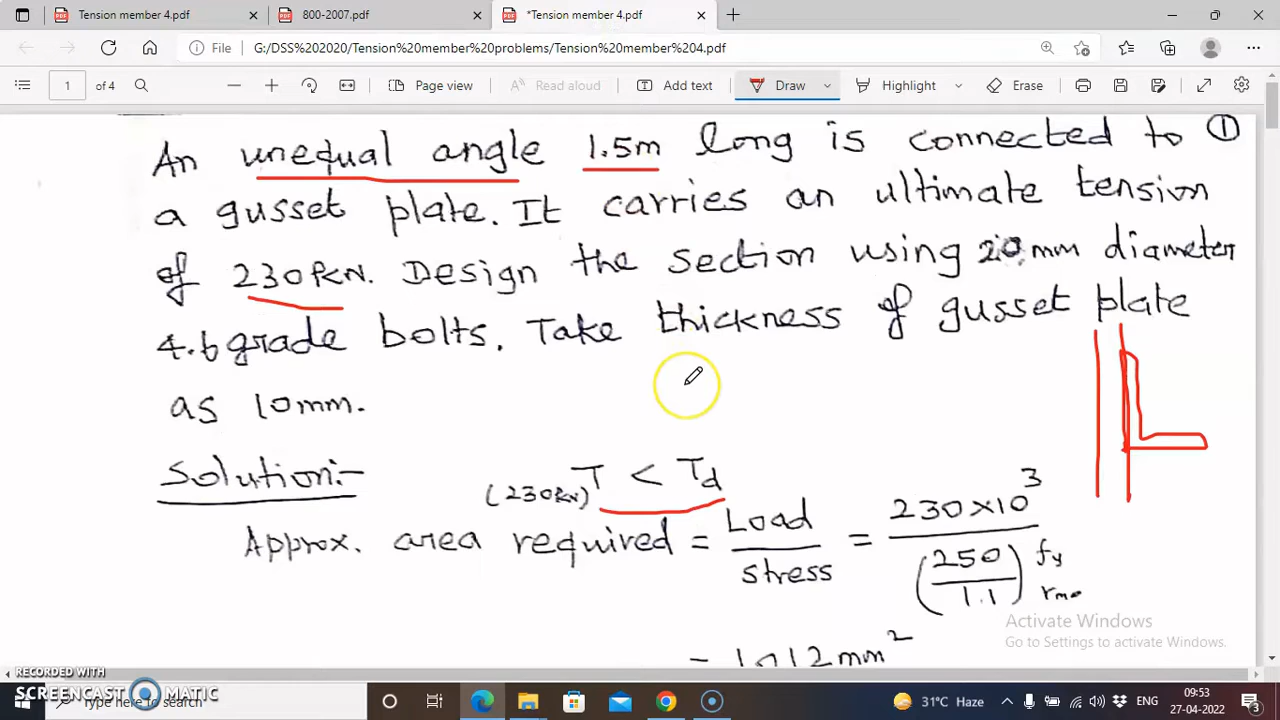 Tension member 4.pdf
800-2007.pdf
*Tension member 4.pdf
File
G:/DSS%202020/Tension%20member%20problems/Tension%20member%204.pdf
1 of 4
Page view
Read aloud
Add text
Draw
Highlight
Erase
An unequal angle 1.5m long is connected to ①
a gusset plate. It carries an ultimate tension
of 230KN. Design the section using 20 mm diameter
4.6 grade bolts. Take thickness of gusset plate
as 10mm.
Solution:-
(230KN) T < Td
Approx. area required = Load / stress = 230×10³ / (250 / 1.1) fy
= 1012mm²
Activate Windows
Go to Settings to activate Windows.
RECORDED WITH
SCREENCAST MATIC
Type here to search
31°C Haze
ENG
09:53
27-04-2022
3